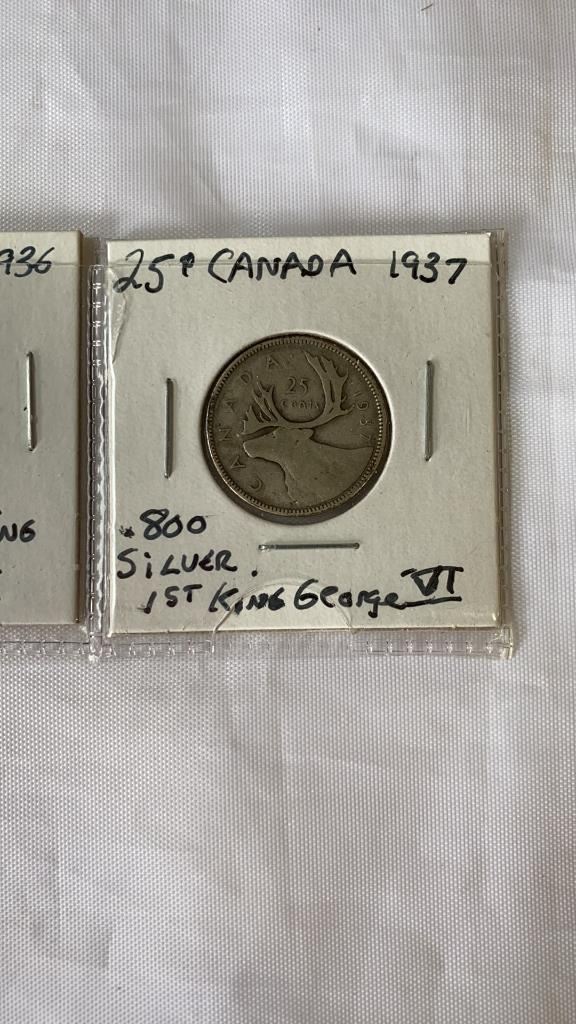 936
25¢ CANADA 1937
CANADA
25
CENTS
1937
NG
.800
SILVER.
1ST KING George VI